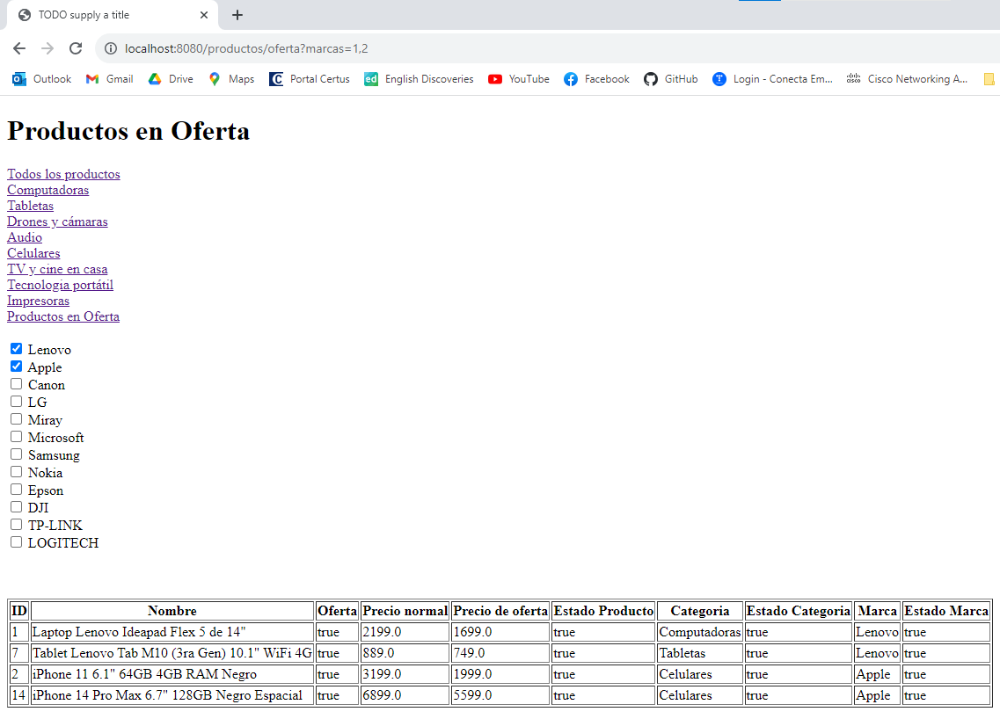 TODO supply a title
localhost:8080/productos/oferta?marcas=1,2
Outlook Gmail Drive Maps Portal Certus English Discoveries YouTube Facebook GitHub Login - Conecta Em... Cisco Networking A...
Productos en Oferta
Todos los productos
Computadoras
Tabletas
Drones y cámaras
Audio
Celulares
TV y cine en casa
Tecnologia portátil
Impresoras
Productos en Oferta
Lenovo
Apple
Canon
LG
Miray
Microsoft
Samsung
Nokia
Epson
DJI
TP-LINK
LOGITECH
ID Nombre Oferta Precio normal Precio de oferta Estado Producto Categoria Estado Categoria Marca Estado Marca
1 Laptop Lenovo Ideapad Flex 5 de 14" true 2199.0 1699.0 true Computadoras true Lenovo true
7 Tablet Lenovo Tab M10 (3ra Gen) 10.1" WiFi 4G true 889.0 749.0 true Tabletas true Lenovo true
2 iPhone 11 6.1" 64GB 4GB RAM Negro true 3199.0 1999.0 true Celulares true Apple true
14 iPhone 14 Pro Max 6.7" 128GB Negro Espacial true 6899.0 5599.0 true Celulares true Apple true